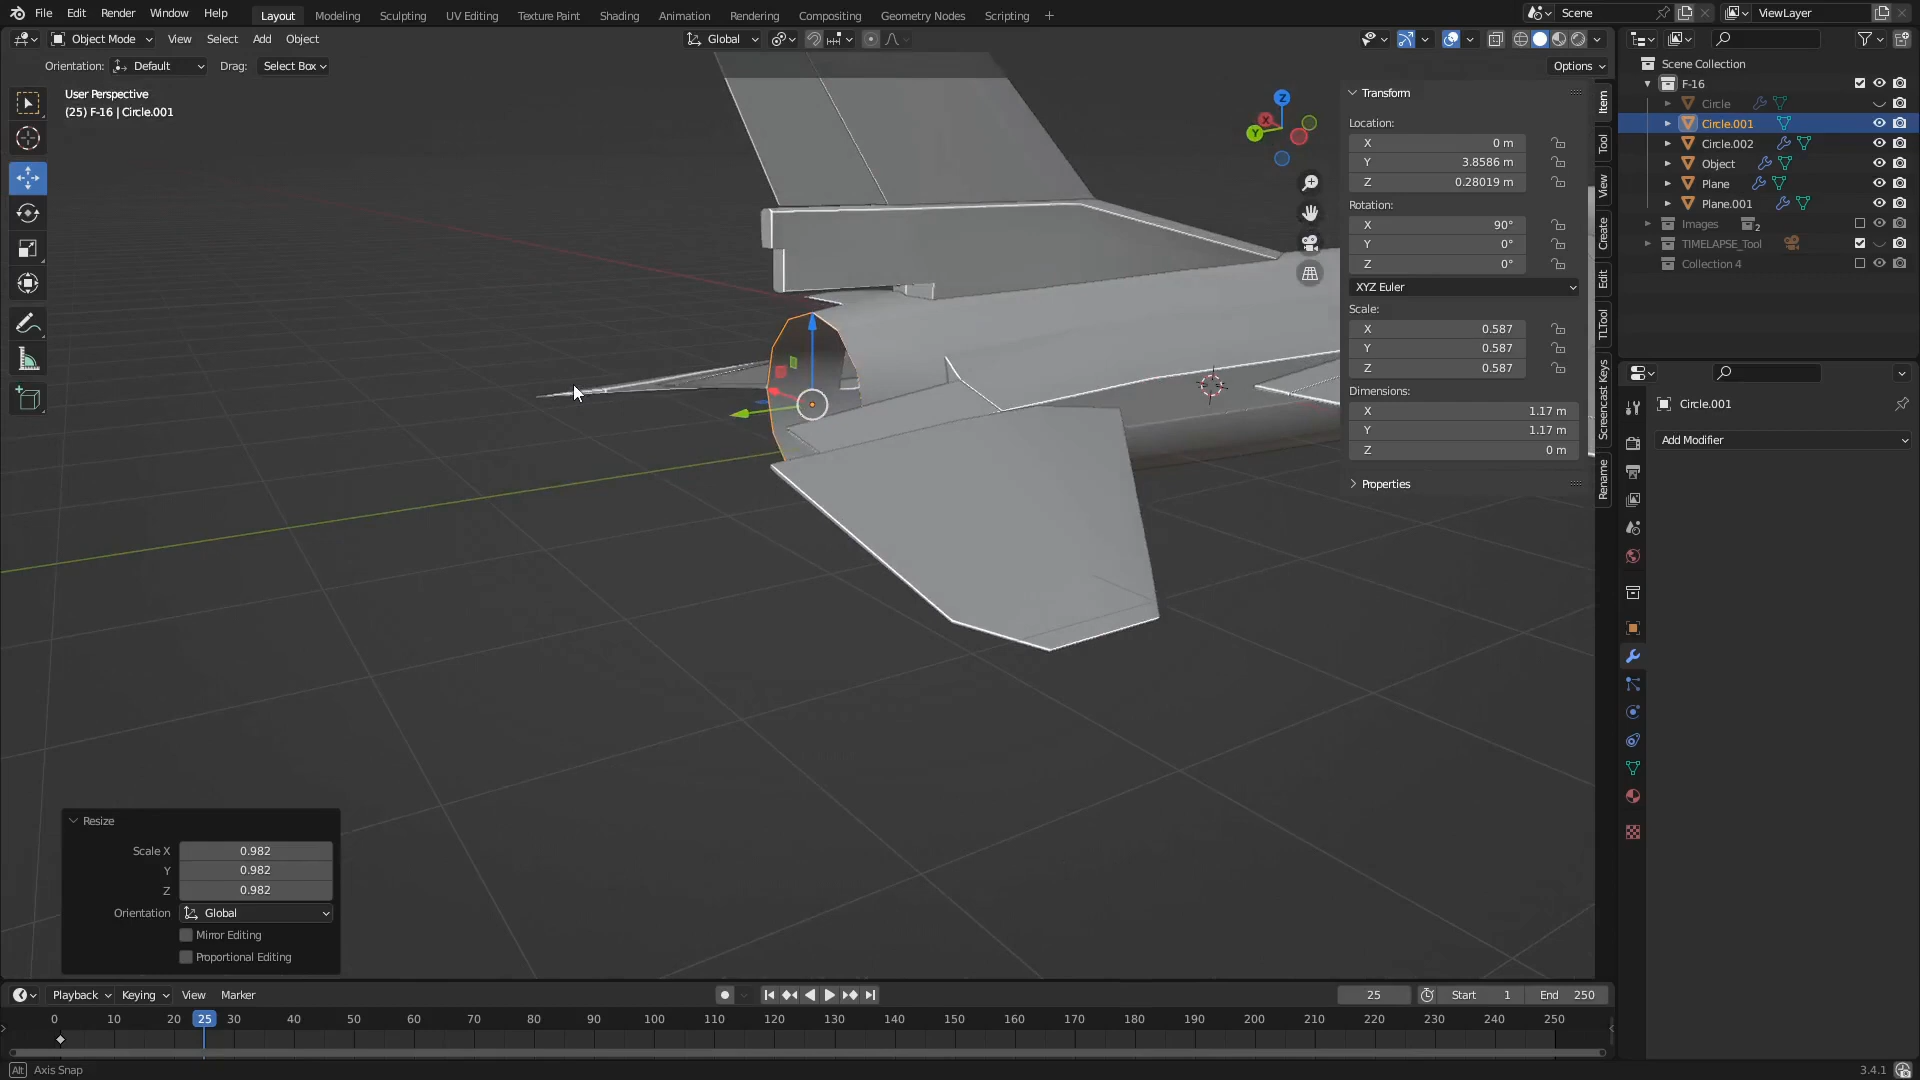 File Edit Render Window Help Layout Modeling Sculpting UV Editing Texture Paint Shading Animation Rendering Compositing Geometry Nodes Scripting + Scene ViewLayer
Object Mode View Select Add Object Global
Orientation: Default Drag: Select Box Options
User Perspective
(25) F-16 | Circle.001
Z
X
Y
Transform
Location:
X 0 m
Y 3.8586 m
Z 0.28019 m
Rotation:
X 90°
Y 0°
Z 0°
XYZ Euler
Scale:
X 0.587
Y 0.587
Z 0.587
Dimensions:
X 1.17 m
Y 1.17 m
Z 0 m
Properties
Item
Tool
View
Create
Edit
TLTool
Screencast Keys
Rename
Scene Collection
F-16
Circle
Circle.001
Circle.002
Object
Plane
Plane.001
Images 2
TIMELAPSE_Tool
Collection 4
Circle.001
Add Modifier
Resize
Scale X 0.982
Y 0.982
Z 0.982
Orientation Global
Mirror Editing
Proportional Editing
Playback Keying View Marker 25 Start 1 End 250
0 10 20 25 30 40 50 60 70 80 90 100 110 120 130 140 150 160 170 180 190 200 210 220 230 240 250
Alt Axis Snap 3.4.1